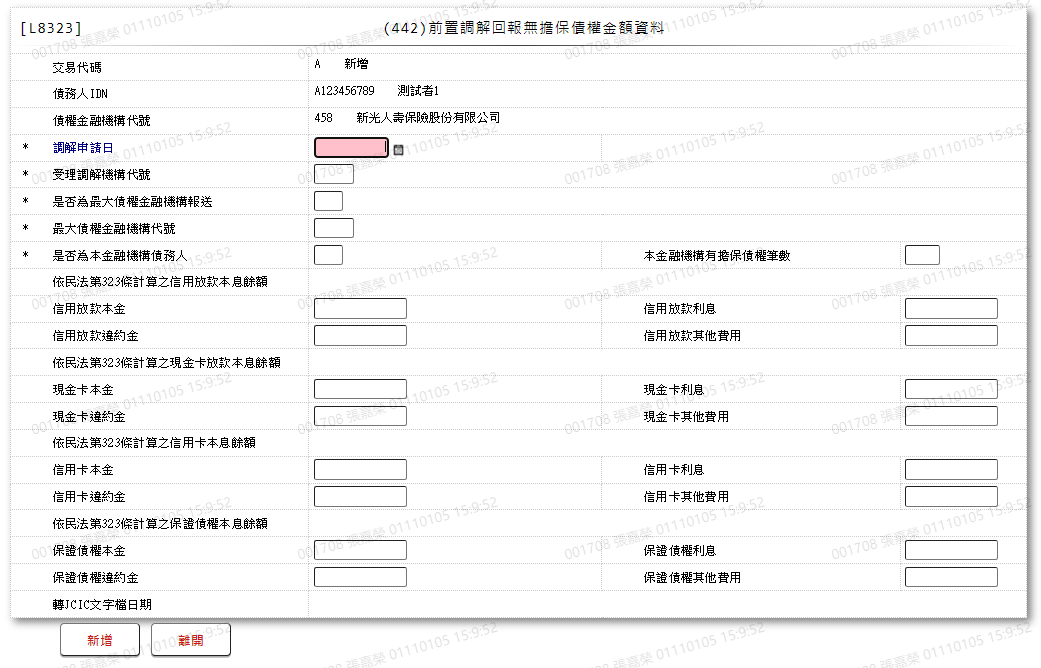 [L8323] (442)前置調解回報無擔保債權金額資料
交易代碼 A 新增
債務人IDN A123456789 測試者1
債權金融機構代號 458 新光人壽保險股份有限公司
* 調解申請日
* 受理調解機構代號
* 是否為最大債權金融機構報送
* 最大債權金融機構代號
* 是否為本金融機構債務人 本金融機構有擔保債權筆數
依民法第323條計算之信用放款本息餘額
信用放款本金 信用放款利息
信用放款違約金 信用放款其他費用
依民法第323條計算之現金卡放款本息餘額
現金卡本金 現金卡利息
現金卡違約金 現金卡其他費用
依民法第323條計算之信用卡本息餘額
信用卡本金 信用卡利息
信用卡違約金 信用卡其他費用
依民法第323條計算之保證債權本息餘額
保證債權本金 保證債權利息
保證債權違約金 保證債權其他費用
轉JCIC文字檔日期
新增 離開
001708 張嘉榮 01110105 15:9:52